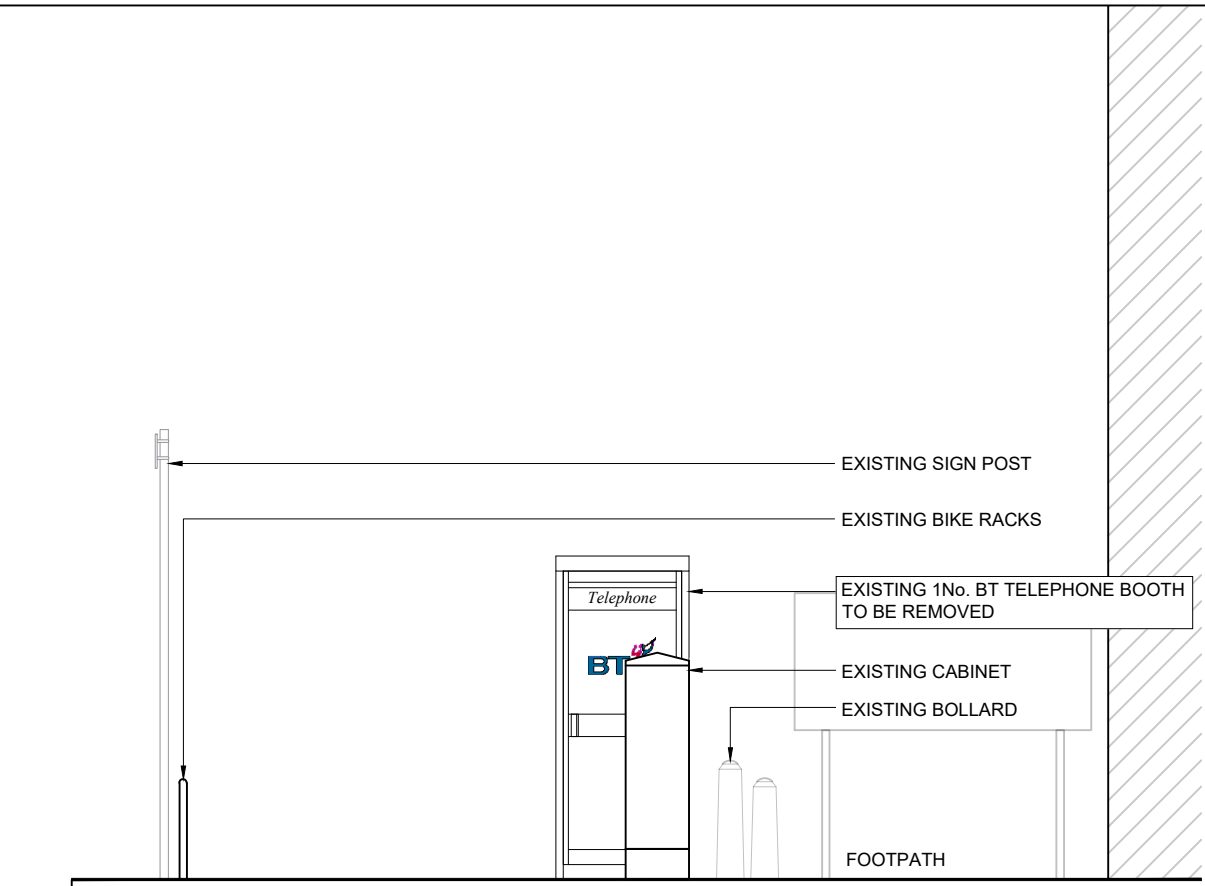 EXISTING SIGN POST
EXISTING BIKE RACKS
EXISTING 1No. BT TELEPHONE BOOTH
TO BE REMOVED
Telephone
BT
EXISTING CABINET
EXISTING BOLLARD
FOOTPATH